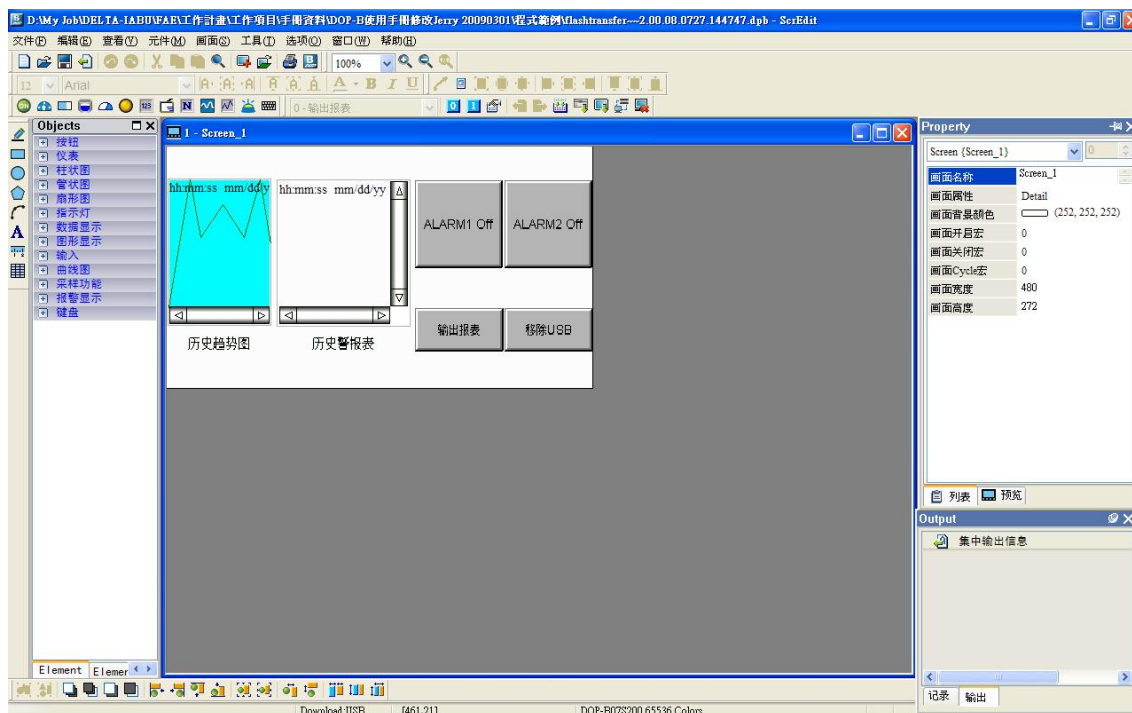 D:\My Job\DELTA-IABU\FAE\工作計畫\工作項目\手冊資料\DOP-B使用手冊修改Jerry 20090301\程式範例\flashtransfer---2.00.08.0727.144747.dpb - ScrEdit
文件(F) 编辑(E) 查看(V) 元件(M) 画面(S) 工具(T) 选项(O) 窗口(W) 帮助(H)
100%
12 Arial
0 - 输出报表
Objects
按钮
仪表
柱状图
管状图
扇形图
指示灯
数据显示
图形显示
输入
曲线图
采样功能
报警显示
键盘
Element Elemer
1 - Screen_1
hh:mm:ss mm/dd/y
hh:mm:ss mm/dd/yy
ALARM1 Off
ALARM2 Off
历史趋势图
历史警报表
输出报表
移除USB
Property
Screen {Screen_1}
0
画面名称 Screen_1
画面属性 Detail
画面背景颜色 (252, 252, 252)
画面开启宏 0
画面关闭宏 0
画面Cycle宏 0
画面宽度 480
画面高度 272
列表 预览
Output
集中输出信息
记录 输出
Download:USB [461,211] DOP-B07S200 65536 Colors